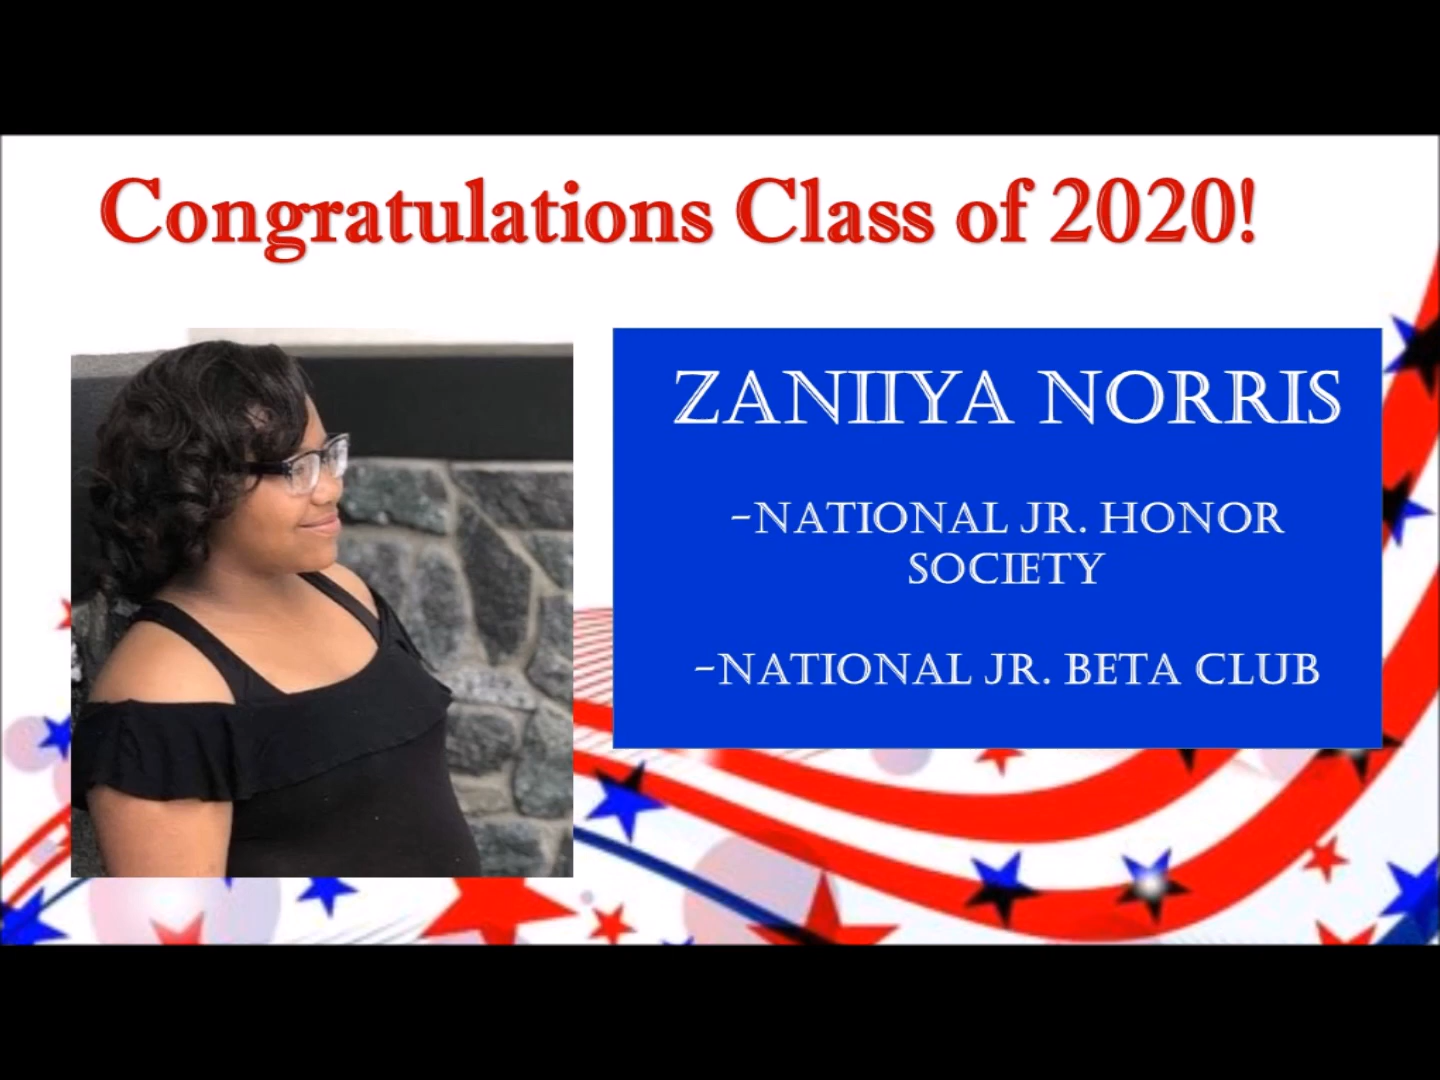 Congratulations Class of 2020!
ZANIIYA NORRIS
-NATIONAL JR. HONOR
SOCIETY
-NATIONAL JR. BETA CLUB